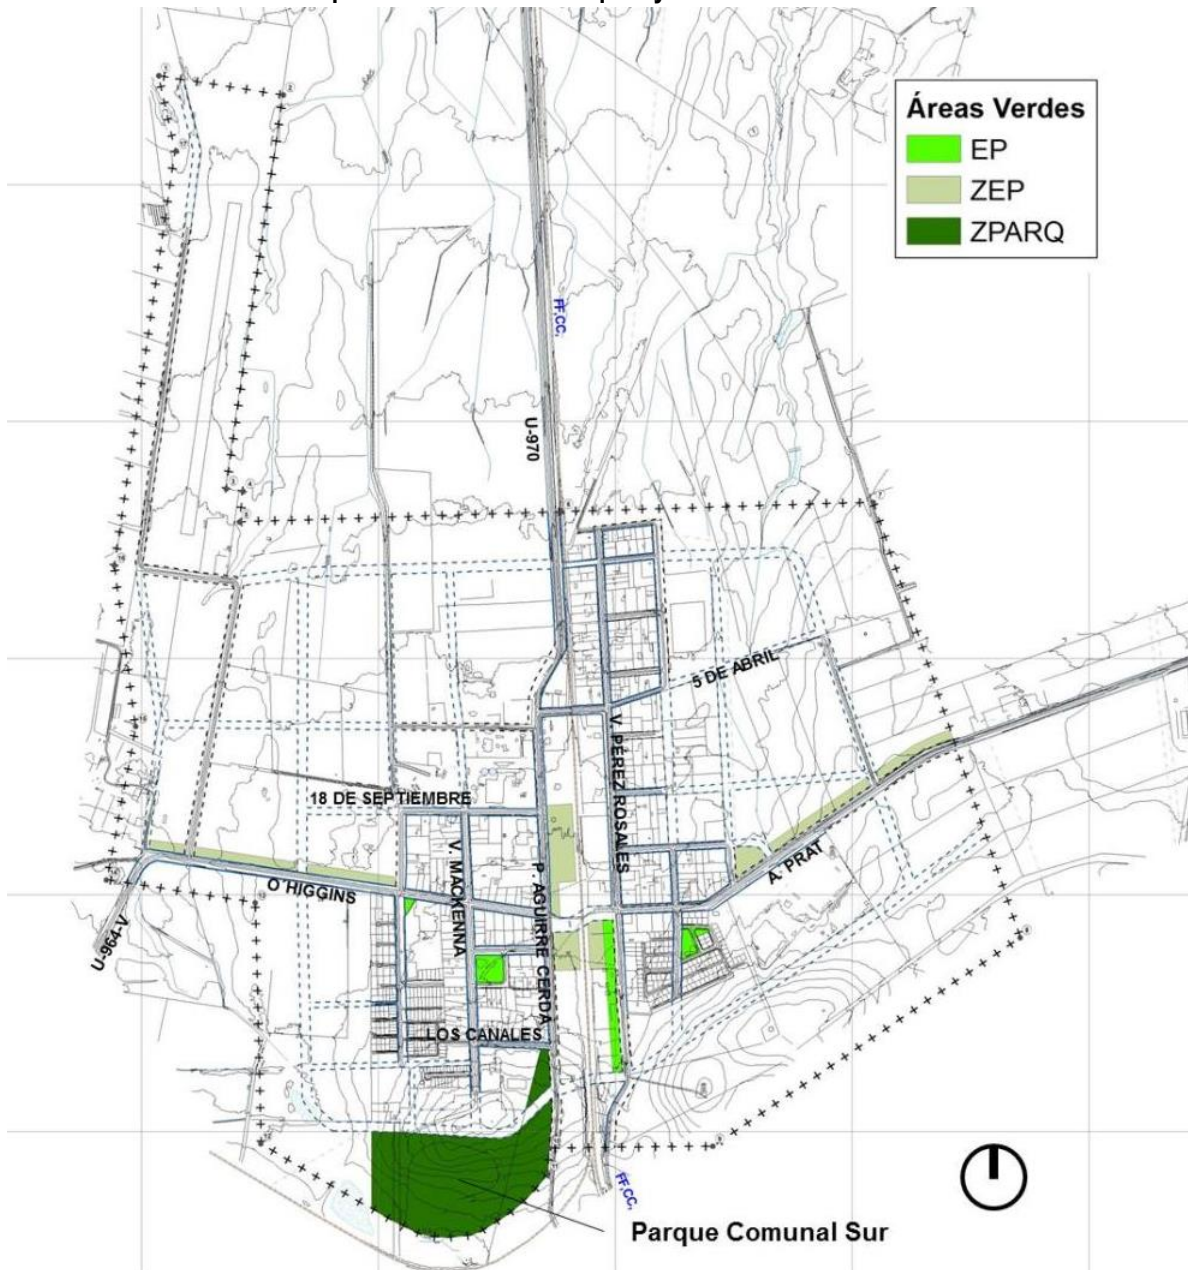 Áreas Verdes
EP
ZEP
ZPARQ
FF,CC,
U-970
5 DE ABRIL
V. PEREZ ROSALES
18 DE SEPTIEMBRE
V. MACKENNA
P. AGUIRRE CERDA
A. PRAT
O´HIGGINS
U-964-V
LOS CANALES
FF,CC,
Parque Comunal Sur